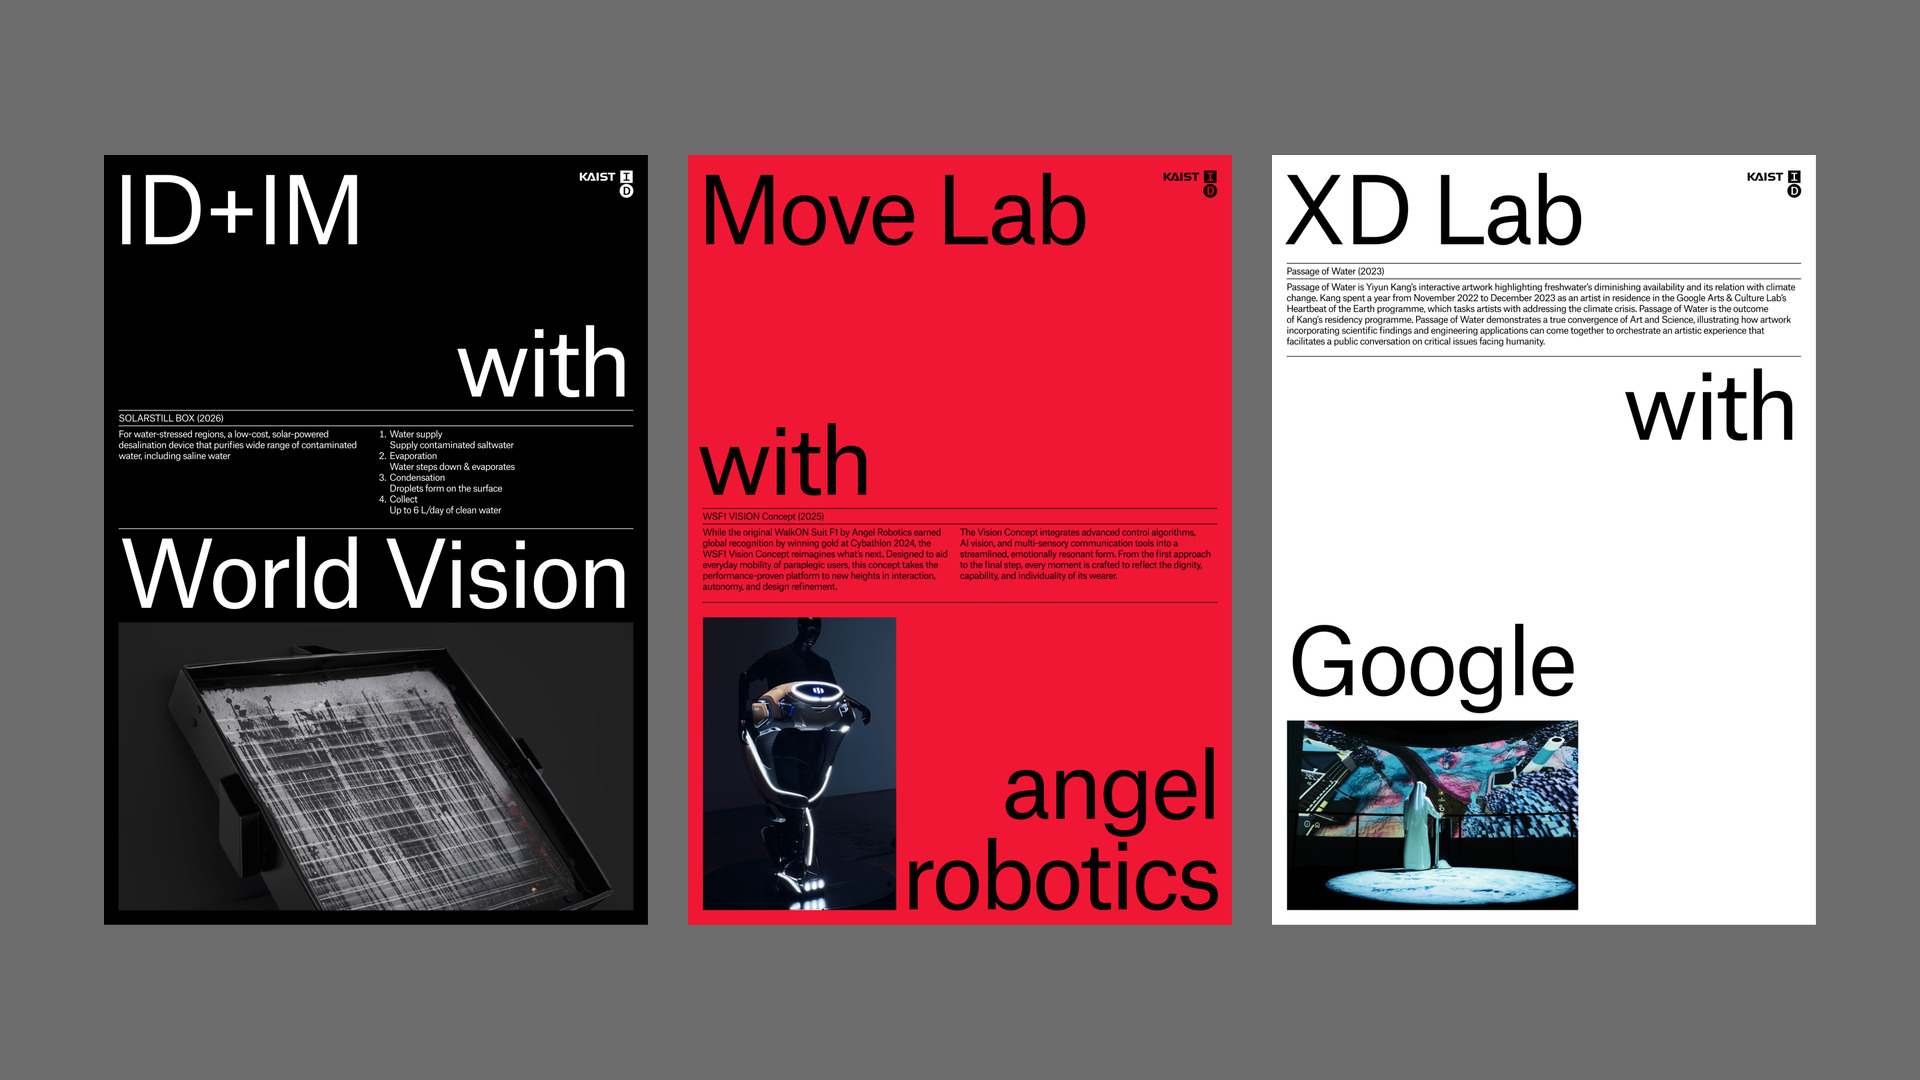 ID+IM
KAIST I
D
with
SOLARSTILL BOX (2026)
For water-stressed regions, a low-cost, solar-powered
desalination device that purifies wide range of contaminated
water, including saline water
1. Water supply
Supply contaminated saltwater
2. Evaporation
Water steps down & evaporates
3. Condensation
Droplets form on the surface
4. Collect
Up to 6 L/day of clean water
World Vision
Move Lab
KAIST I
D
with
WSF1 VISION Concept (2025)
While the original WalkON Suit F1 by Angel Robotics earned
global recognition by winning gold at Cybathlon 2024, the
WSF1 Vision Concept reimagines what's next. Designed to aid
everyday mobility of paraplegic users, this concept takes the
performance-proven platform to new heights in interaction,
autonomy, and design refinement.
The Vision Concept integrates advanced control algorithms,
AI vision, and multi-sensory communication tools into a
streamlined, emotionally resonant form. From the first approach
to the final step, every moment is crafted to reflect the dignity,
capability, and individuality of its wearer.
angel
robotics
XD Lab
KAIST I
D
Passage of Water (2023)
Passage of Water is Yiyun Kang's interactive artwork highlighting freshwater's diminishing availability and its relation with climate
change. Kang spent a year from November 2022 to December 2023 as an artist in residence in the Google Arts & Culture Lab's
Heartbeat of the Earth programme, which tasks artists with addressing the climate crisis. Passage of Water is the outcome
of Kang's residency programme. Passage of Water demonstrates a true convergence of Art and Science, illustrating how artwork
incorporating scientific findings and engineering applications can come together to orchestrate an artistic experience that
facilitates a public conversation on critical issues facing humanity.
with
Google